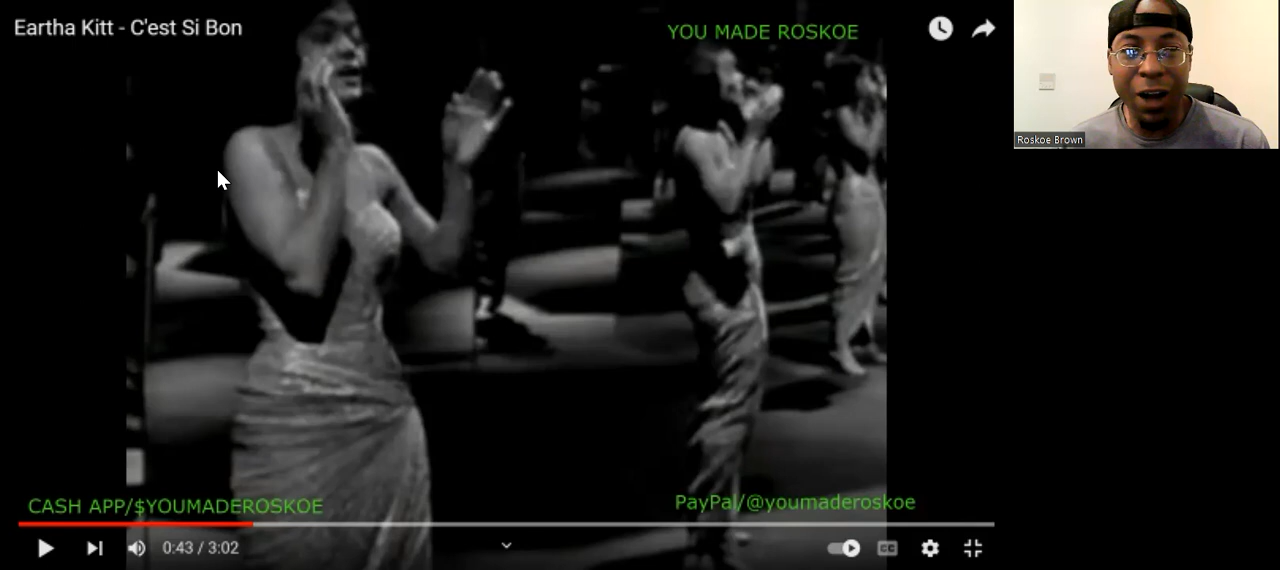 Eartha Kitt - C'est Si Bon
YOU MADE ROSKOE
Roskoe Brown
CASH APP/$YOUMADEROSKOE
PayPal/@youmaderoskoe
0:43 / 3:02
CC